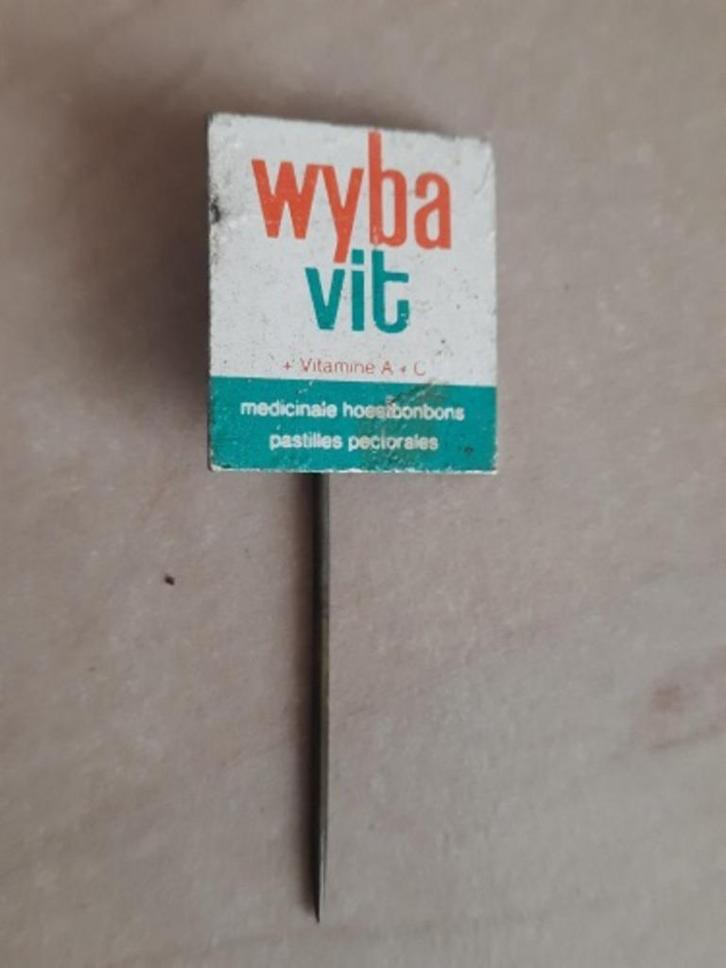 wyba
vit
+ Vitamine A + C
medicinale hoestbonbons
pastilles pectorales